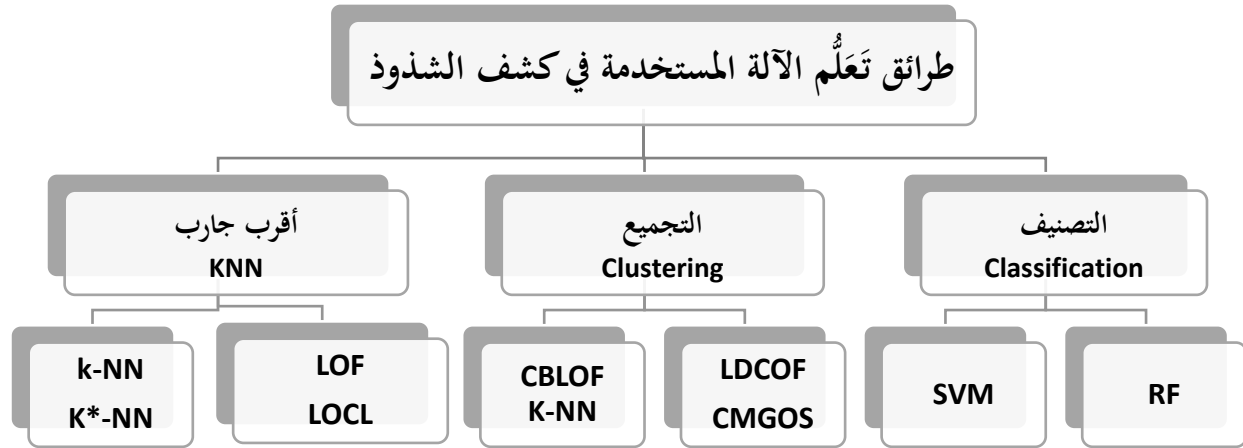 طرائق تَعَلُّم الآلة المستخدمة في كشف الشذوذ
التصنيف
Classification
التجميع
Clustering
أقرب جارب
KNN
RF
SVM
LDCOF
CMGOS
CBLOF
K-NN
LOF
LOCL
k-NN
K*-NN